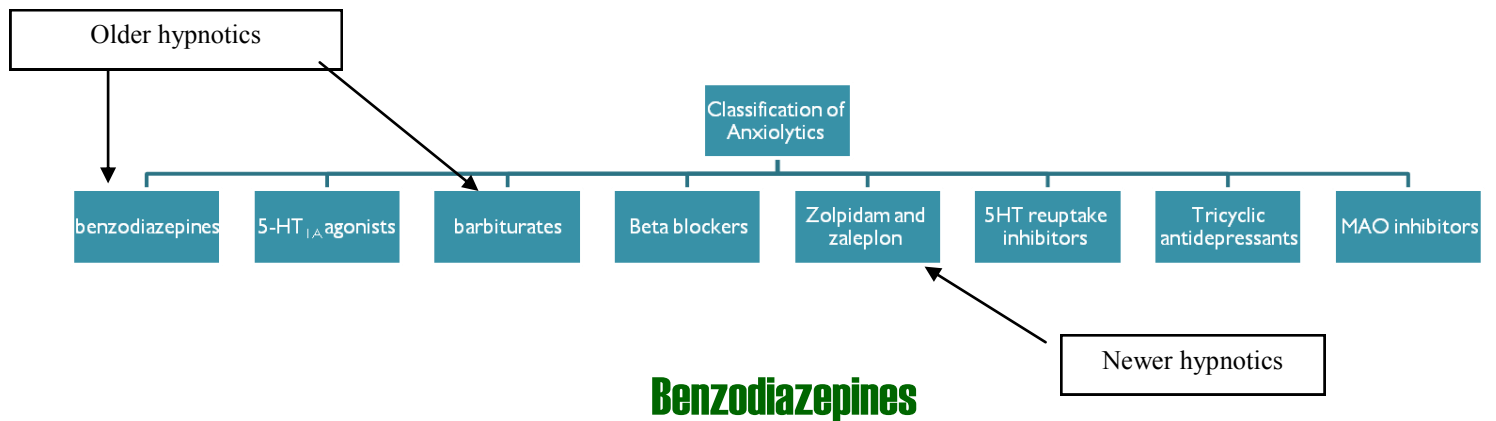 Older hypnotics
Classification of
Anxiolytics
benzodiazepines
5-HT₁ₐ agonists
barbiturates
Beta blockers
Zolpidam and
zaleplon
5HT reuptake
inhibitors
Tricyclic
antidepressants
MAO inhibitors
Newer hypnotics
Benzodiazepines